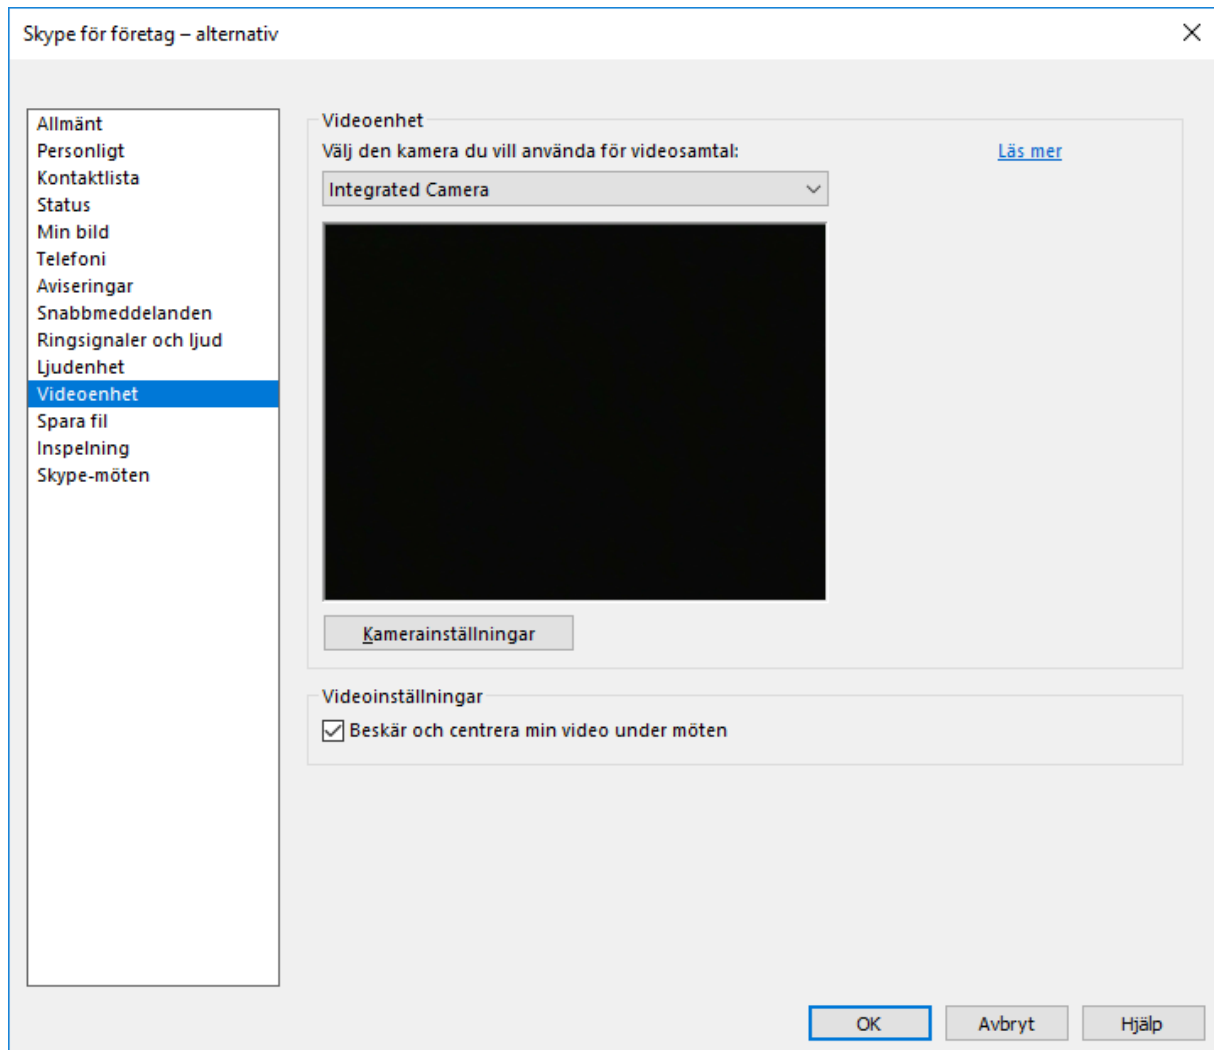 Skype för företag – alternativ
Allmänt
Personligt
Kontaktlista
Status
Min bild
Telefoni
Aviseringar
Snabbmeddelanden
Ringsignaler och ljud
Ljudenhet
Videoenhet
Spara fil
Inspelning
Skype-möten
Videoenhet
Välj den kamera du vill använda för videosamtal:
Läs mer
Integrated Camera
Kamerainställningar
Videoinställningar
Beskär och centrera min video under möten
OK
Avbryt
Hjälp